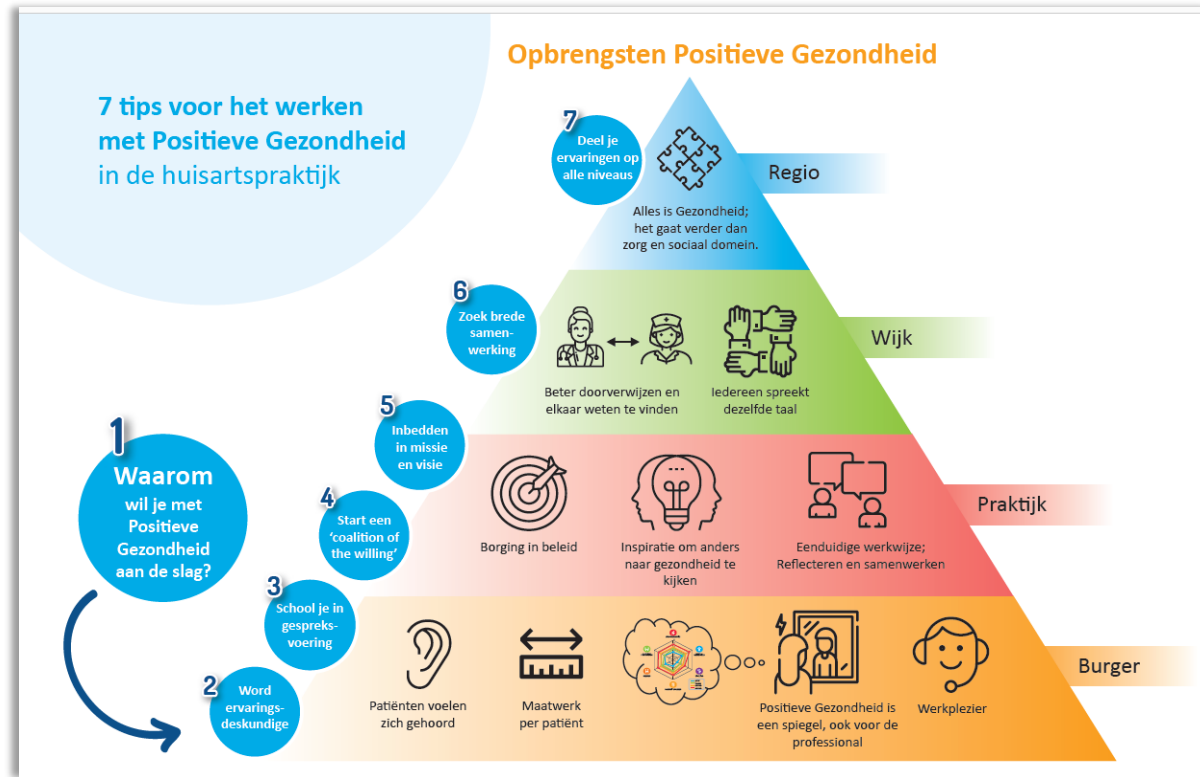 7 tips voor het werken
met Positieve Gezondheid
in de huisartspraktijk
Opbrengsten Positieve Gezondheid
7
Deel je
ervaringen op
alle niveaus
Alles is Gezondheid;
het gaat verder dan
zorg en sociaal domein.
Regio
6
Zoek brede
samen-
werking
Beter doorverwijzen en
elkaar weten te vinden
Iedereen spreekt
dezelfde taal
Wijk
5
Inbedden
in missie
en visie
4
Start een
‘coalition of
the willing’
Borging in beleid
Inspiratie om anders
naar gezondheid te
kijken
Eenduidige werkwijze;
Reflecteren en samenwerken
Praktijk
1
Waarom
wil je met
Positieve
Gezondheid
aan de slag?
3
School je in
gespreks-
voering
2
Word
ervarings-
deskundige
Patiënten voelen
zich gehoord
Maatwerk
per patiënt
Positieve Gezondheid is
een spiegel, ook voor de
professional
Werkplezier
Burger